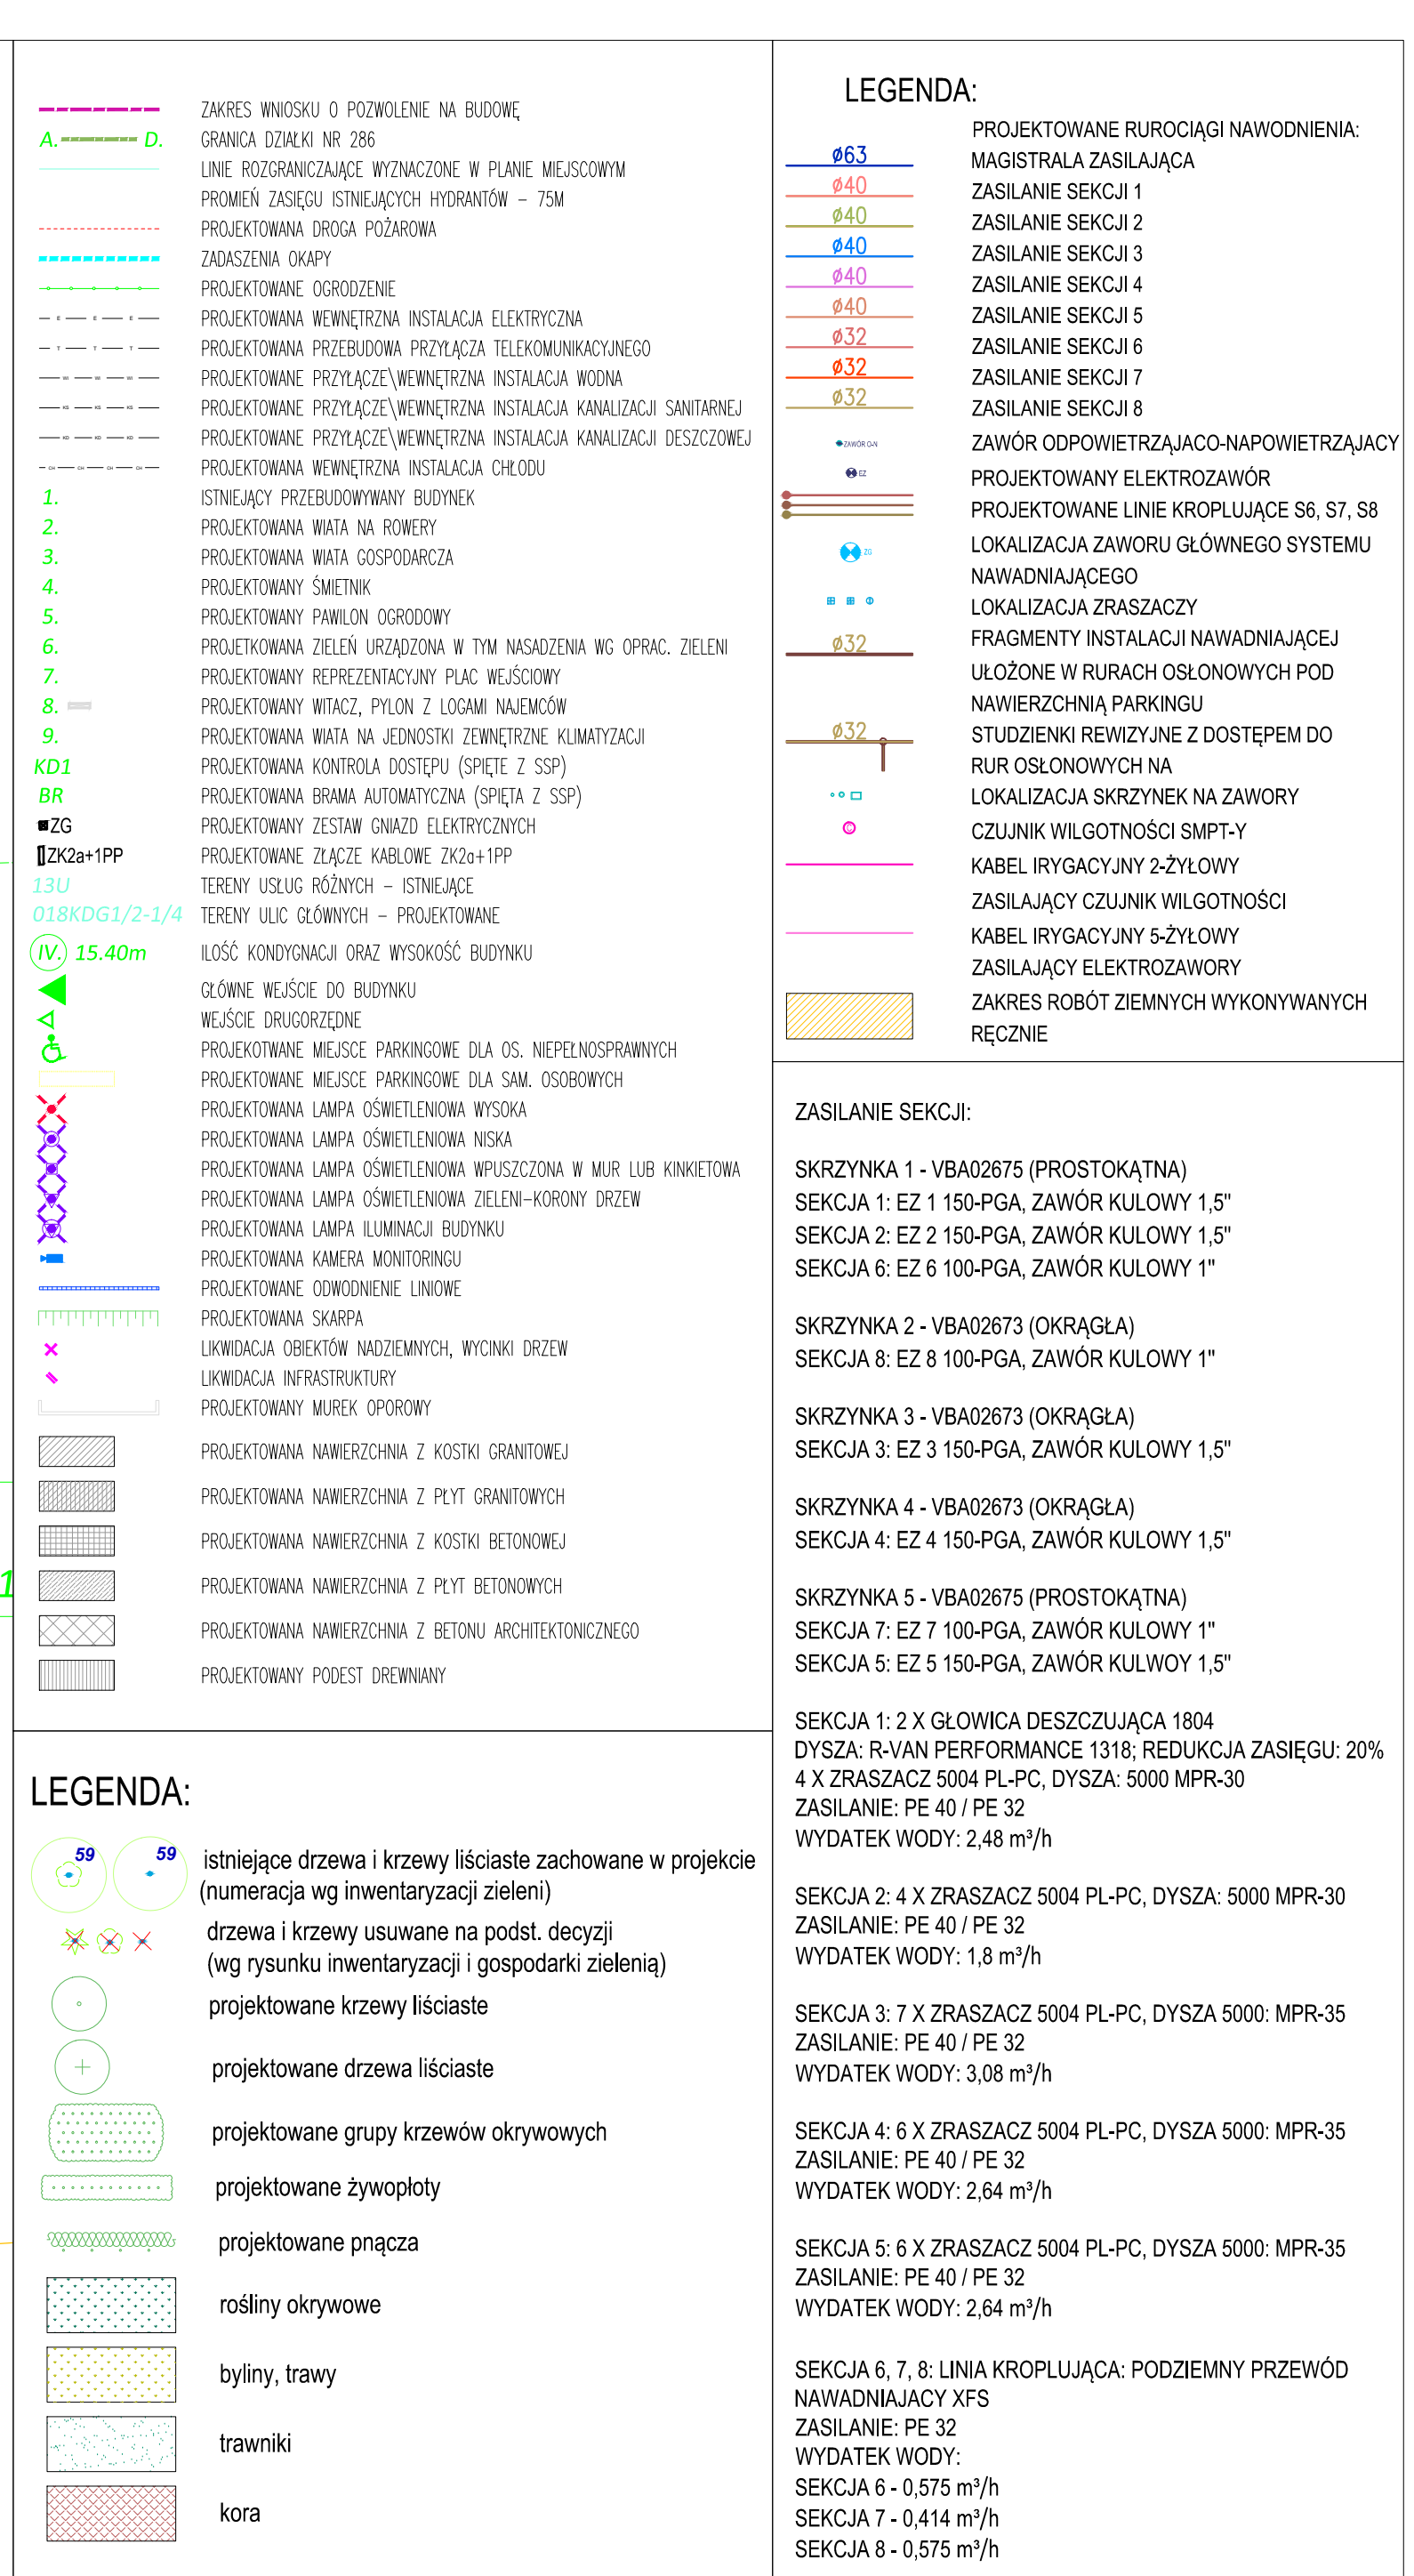 ZAKRES WNIOSKU O POZWOLENIE NA BUDOWĘ
A. D. GRANICA DZIAŁKI NR 286
LINIE ROZGRANICZAJĄCE WYZNACZONE W PLANIE MIEJSCOWYM
PROMIEŃ ZASIĘGU ISTNIEJĄCYCH HYDRANTÓW – 75M
PROJEKTOWANA DROGA POŻAROWA
ZADASZENIA OKAPY
PROJEKTOWANE OGRODZENIE
E E E PROJEKTOWANA WEWNĘTRZNA INSTALACJA ELEKTRYCZNA
T T T PROJEKTOWANA PRZEBUDOWA PRZYŁĄCZA TELEKOMUNIKACYJNEGO
PROJEKTOWANE PRZYŁĄCZE\WEWNĘTRZNA INSTALACJA WODNA
KS KS KS PROJEKTOWANE PRZYŁĄCZE\WEWNĘTRZNA INSTALACJA KANALIZACJI SANITARNEJ
KD KD KD PROJEKTOWANE PRZYŁĄCZE\WEWNĘTRZNA INSTALACJA KANALIZACJI DESZCZOWEJ
CH CH CH CH PROJEKTOWANA WEWNĘTRZNA INSTALACJA CHŁODU
1. ISTNIEJĄCY PRZEBUDOWYWANY BUDYNEK
2. PROJEKTOWANA WIATA NA ROWERY
3. PROJEKTOWANA WIATA GOSPODARCZA
4. PROJEKTOWANY ŚMIETNIK
5. PROJEKTOWANY PAWILON OGRODOWY
6. PROJETKOWANA ZIELEŃ URZĄDZONA W TYM NASADZENIA WG OPRAC. ZIELENI
7. PROJEKTOWANY REPREZENTACYJNY PLAC WEJŚCIOWY
8. PROJEKTOWANY WITACZ, PYLON Z LOGAMI NAJEMCÓW
9. PROJEKTOWANA WIATA NA JEDNOSTKI ZEWNĘTRZNE KLIMATYZACJI
KD1 PROJEKTOWANA KONTROLA DOSTĘPU (SPIĘTE Z SSP)
BR PROJEKTOWANA BRAMA AUTOMATYCZNA (SPIĘTA Z SSP)
ZG PROJEKTOWANY ZESTAW GNIAZD ELEKTRYCZNYCH
ZK2a+1PP PROJEKTOWANE ZŁĄCZE KABLOWE ZK2a+1PP
13U TERENY USŁUG RÓŻNYCH – ISTNIEJĄCE
018KDG1/2-1/4 TERENY ULIC GŁÓWNYCH – PROJEKTOWANE
IV. 15.40m ILOŚĆ KONDYGNACJI ORAZ WYSOKOŚĆ BUDYNKU
GŁÓWNE WEJŚCIE DO BUDYNKU
WEJŚCIE DRUGORZĘDNE
PROJEKOTWANE MIEJSCE PARKINGOWE DLA OS. NIEPEŁNOSPRAWNYCH
PROJEKTOWANE MIEJSCE PARKINGOWE DLA SAM. OSOBOWYCH
PROJEKTOWANA LAMPA OŚWIETLENIOWA WYSOKA
PROJEKTOWANA LAMPA OŚWIETLENIOWA NISKA
PROJEKTOWANA LAMPA OŚWIETLENIOWA WPUSZCZONA W MUR LUB KINKIETOWA
PROJEKTOWANA LAMPA OŚWIETLENIOWA ZIELENI–KORONY DRZEW
PROJEKTOWANA LAMPA ILUMINACJI BUDYNKU
PROJEKTOWANA KAMERA MONITORINGU
PROJEKTOWANE ODWODNIENIE LINIOWE
PROJEKTOWANA SKARPA
LIKWIDACJA OBIEKTÓW NADZIEMNYCH, WYCINKI DRZEW
LIKWIDACJA INFRASTRUKTURY
PROJEKTOWANY MUREK OPOROWY
PROJEKTOWANA NAWIERZCHNIA Z KOSTKI GRANITOWEJ
PROJEKTOWANA NAWIERZCHNIA Z PŁYT GRANITOWYCH
PROJEKTOWANA NAWIERZCHNIA Z KOSTKI BETONOWEJ
1
PROJEKTOWANA NAWIERZCHNIA Z PŁYT BETONOWYCH
PROJEKTOWANA NAWIERZCHNIA Z BETONU ARCHITEKTONICZNEGO
PROJEKTOWANY PODEST DREWNIANY
LEGENDA:
59 59 istniejące drzewa i krzewy liściaste zachowane w projekcie
(numeracja wg inwentaryzacji zieleni)
drzewa i krzewy usuwane na podst. decyzji
(wg rysunku inwentaryzacji i gospodarki zielenią)
projektowane krzewy liściaste
projektowane drzewa liściaste
projektowane grupy krzewów okrywowych
projektowane żywopłoty
projektowane pnącza
rośliny okrywowe
byliny, trawy
trawniki
kora
LEGENDA:
PROJEKTOWANE RUROCIĄGI NAWODNIENIA:
ø63 MAGISTRALA ZASILAJĄCA
ø40 ZASILANIE SEKCJI 1
ø40 ZASILANIE SEKCJI 2
ø40 ZASILANIE SEKCJI 3
ø40 ZASILANIE SEKCJI 4
ø40 ZASILANIE SEKCJI 5
ø32 ZASILANIE SEKCJI 6
ø32 ZASILANIE SEKCJI 7
ø32 ZASILANIE SEKCJI 8
ZAWÓR O-N ZAWÓR ODPOWIETRZĄJACO-NAPOWIETRZĄJACY
EZ PROJEKTOWANY ELEKTROZAWÓR
PROJEKTOWANE LINIE KROPLUJĄCE S6, S7, S8
ZG LOKALIZACJA ZAWORU GŁÓWNEGO SYSTEMU
NAWADNIAJĄCEGO
LOKALIZACJA ZRASZACZY
ø32 FRAGMENTY INSTALACJI NAWADNIAJĄCEJ
UŁOŻONE W RURACH OSŁONOWYCH POD
NAWIERZCHNIĄ PARKINGU
ø32 STUDZIENKI REWIZYJNE Z DOSTĘPEM DO
RUR OSŁONOWYCH NA
LOKALIZACJA SKRZYNEK NA ZAWORY
C CZUJNIK WILGOTNOŚCI SMPT-Y
KABEL IRYGACYJNY 2-ŻYŁOWY
ZASILAJĄCY CZUJNIK WILGOTNOŚCI
KABEL IRYGACYJNY 5-ŻYŁOWY
ZASILAJĄCY ELEKTROZAWORY
ZAKRES ROBÓT ZIEMNYCH WYKONYWANYCH
RĘCZNIE
ZASILANIE SEKCJI:
SKRZYNKA 1 - VBA02675 (PROSTOKĄTNA)
SEKCJA 1: EZ 1 150-PGA, ZAWÓR KULOWY 1,5"
SEKCJA 2: EZ 2 150-PGA, ZAWÓR KULOWY 1,5"
SEKCJA 6: EZ 6 100-PGA, ZAWÓR KULOWY 1"
SKRZYNKA 2 - VBA02673 (OKRĄGŁA)
SEKCJA 8: EZ 8 100-PGA, ZAWÓR KULOWY 1"
SKRZYNKA 3 - VBA02673 (OKRĄGŁA)
SEKCJA 3: EZ 3 150-PGA, ZAWÓR KULOWY 1,5"
SKRZYNKA 4 - VBA02673 (OKRĄGŁA)
SEKCJA 4: EZ 4 150-PGA, ZAWÓR KULOWY 1,5"
SKRZYNKA 5 - VBA02675 (PROSTOKĄTNA)
SEKCJA 7: EZ 7 100-PGA, ZAWÓR KULOWY 1"
SEKCJA 5: EZ 5 150-PGA, ZAWÓR KULWOY 1,5"
SEKCJA 1: 2 X GŁOWICA DESZCZUJĄCA 1804
DYSZA: R-VAN PERFORMANCE 1318; REDUKCJA ZASIĘGU: 20%
4 X ZRASZACZ 5004 PL-PC, DYSZA: 5000 MPR-30
ZASILANIE: PE 40 / PE 32
WYDATEK WODY: 2,48 m³/h
SEKCJA 2: 4 X ZRASZACZ 5004 PL-PC, DYSZA: 5000 MPR-30
ZASILANIE: PE 40 / PE 32
WYDATEK WODY: 1,8 m³/h
SEKCJA 3: 7 X ZRASZACZ 5004 PL-PC, DYSZA 5000: MPR-35
ZASILANIE: PE 40 / PE 32
WYDATEK WODY: 3,08 m³/h
SEKCJA 4: 6 X ZRASZACZ 5004 PL-PC, DYSZA 5000: MPR-35
ZASILANIE: PE 40 / PE 32
WYDATEK WODY: 2,64 m³/h
SEKCJA 5: 6 X ZRASZACZ 5004 PL-PC, DYSZA 5000: MPR-35
ZASILANIE: PE 40 / PE 32
WYDATEK WODY: 2,64 m³/h
SEKCJA 6, 7, 8: LINIA KROPLUJĄCA: PODZIEMNY PRZEWÓD
NAWADNIAJACY XFS
ZASILANIE: PE 32
WYDATEK WODY:
SEKCJA 6 - 0,575 m³/h
SEKCJA 7 - 0,414 m³/h
SEKCJA 8 - 0,575 m³/h